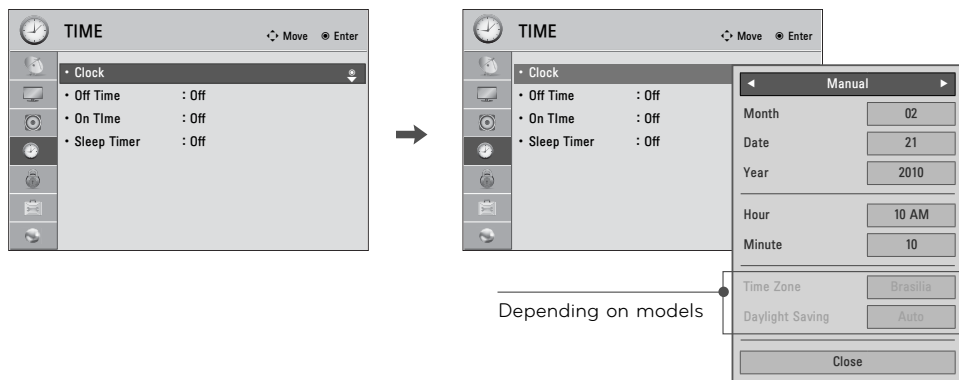 TIME
Move Enter
• Clock
• Off Time : Off
• On TIme : Off
• Sleep Timer : Off
TIME
Move Enter
• Clock
• Off Time : Off
• On TIme : Off
• Sleep Timer : Off
◄ Manual ►
Month 02
Date 21
Year 2010
Hour 10 AM
Minute 10
Time Zone Brasilia
Daylight Saving Auto
Close
Depending on models